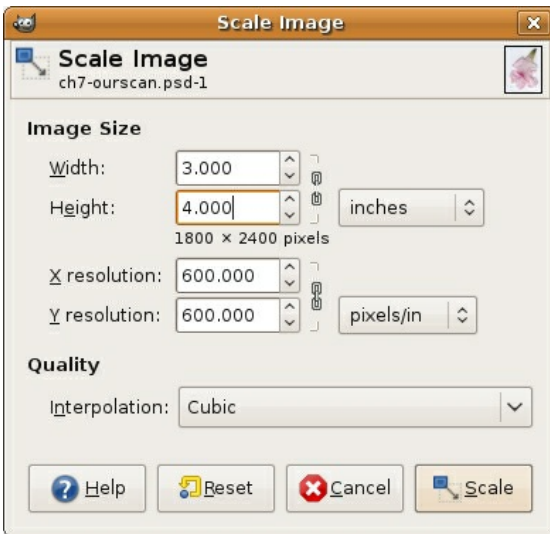 Scale Image
Scale Image
ch7-ourscan.psd-1
Image Size
Width: 3.000
Height: 4.000 inches
1800 × 2400 pixels
X resolution: 600.000
Y resolution: 600.000 pixels/in
Quality
Interpolation: Cubic
Help Reset Cancel Scale